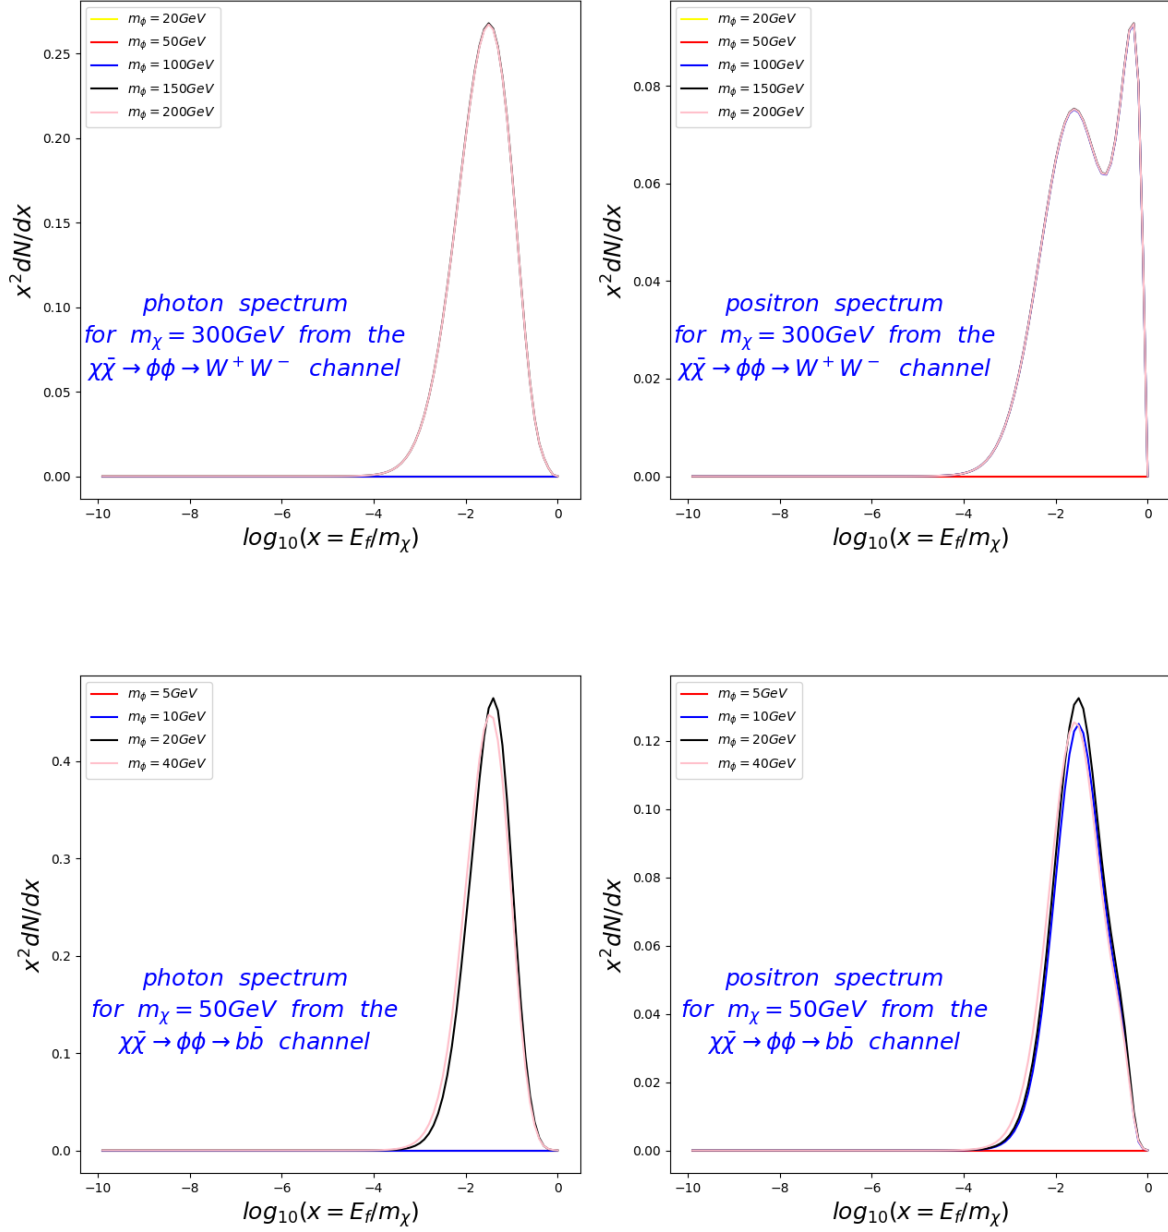 m_ϕ = 20GeV
m_ϕ = 50GeV
m_ϕ = 100GeV
m_ϕ = 150GeV
m_ϕ = 200GeV
0.25
0.20
0.15
0.10
0.05
0.00
x²dN/dx
photon spectrum
for m_χ = 300GeV from the
χχ̄ → ϕϕ → W⁺W⁻ channel
−10 −8 −6 −4 −2 0
log₁₀(x = E_f/m_χ)
m_ϕ = 20GeV
m_ϕ = 50GeV
m_ϕ = 100GeV
m_ϕ = 150GeV
m_ϕ = 200GeV
0.08
0.06
0.04
0.02
0.00
x²dN/dx
positron spectrum
for m_χ = 300GeV from the
χχ̄ → ϕϕ → W⁺W⁻ channel
−10 −8 −6 −4 −2 0
log₁₀(x = E_f/m_χ)
m_ϕ = 5GeV
m_ϕ = 10GeV
m_ϕ = 20GeV
m_ϕ = 40GeV
0.4
0.3
0.2
0.1
0.0
x²dN/dx
photon spectrum
for m_χ = 50GeV from the
χχ̄ → ϕϕ → bb̄ channel
−10 −8 −6 −4 −2 0
log₁₀(x = E_f/m_χ)
m_ϕ = 5GeV
m_ϕ = 10GeV
m_ϕ = 20GeV
m_ϕ = 40GeV
0.12
0.10
0.08
0.06
0.04
0.02
0.00
x²dN/dx
positron spectrum
for m_χ = 50GeV from the
χχ̄ → ϕϕ → bb̄ channel
−10 −8 −6 −4 −2 0
log₁₀(x = E_f/m_χ)